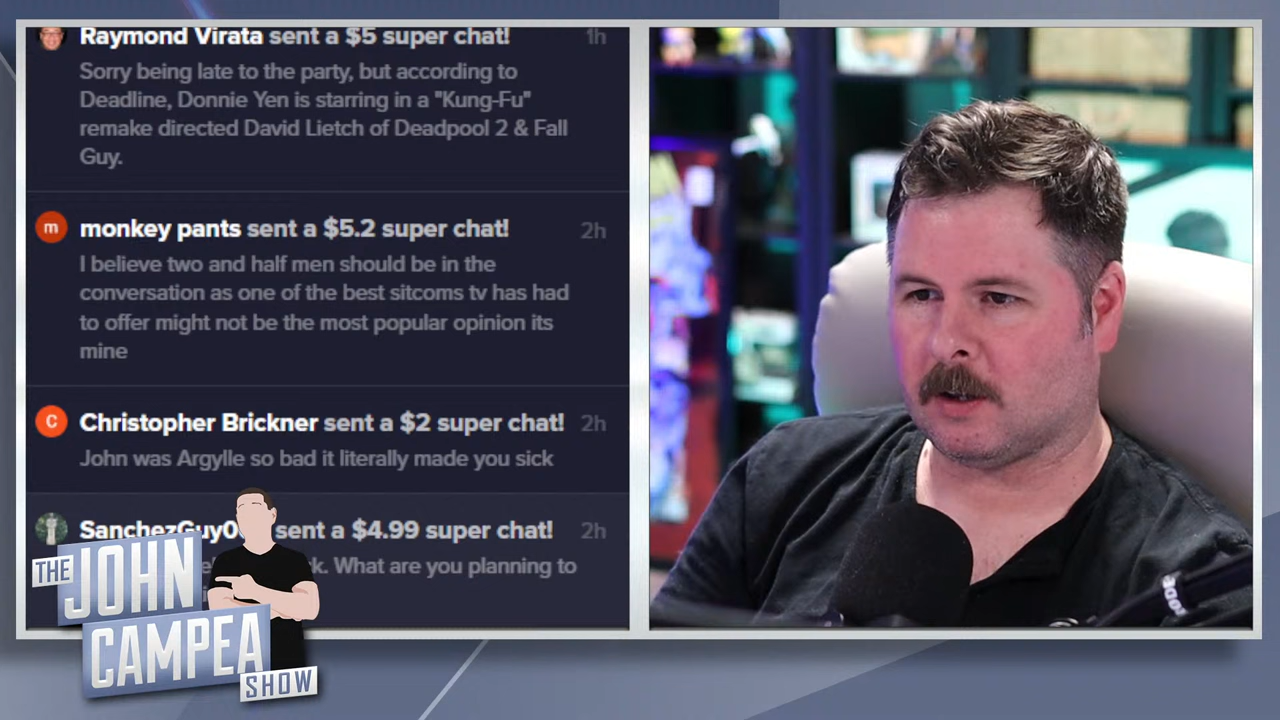 Raymond Virata sent a $5 super chat! 1h
Sorry being late to the party, but according to
Deadline, Donnie Yen is starring in a "Kung-Fu"
remake directed David Lietch of Deadpool 2 & Fall
Guy.
m
monkey pants sent a $5.2 super chat! 2h
I believe two and half men should be in the
conversation as one of the best sitcoms tv has had
to offer might not be the most popular opinion its
mine
C
Christopher Brickner sent a $2 super chat! 2h
John was Argylle so bad it literally made you sick
sent a $4.99 super chat! 2h
What are you planning to
THE
JOHN
CAMPEA
SHOW